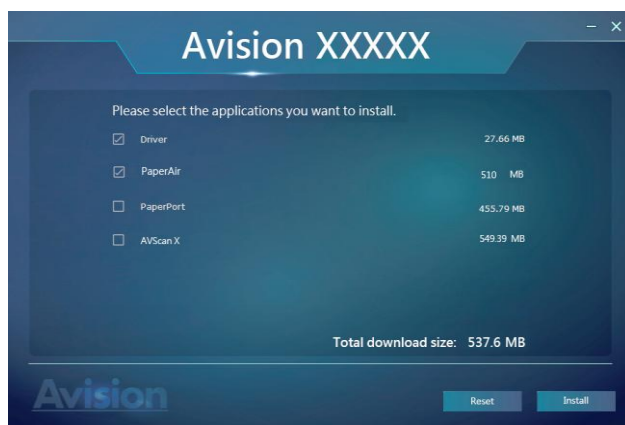 Avision XXXXX
Please select the applications you want to install.
Driver 27.66 MB
PaperAir 510 MB
PaperPort 455.79 MB
AVScan X 549.39 MB
Total download size: 537.6 MB
Avision
Reset Install